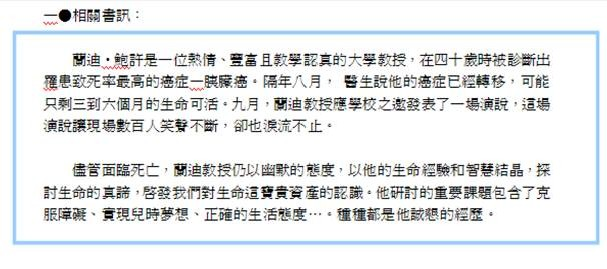 一●相關書訊：
蘭迪‧鮑許是一位熱情、豐富且教學認真的大學教授，在四十歲時被診斷出
罹患致死率最高的癌症—胰臟癌。隔年八月， 醫生說他的癌症已經轉移，可能
只剩三到六個月的生命可活。九月，蘭迪教授應學校之邀發表了一場演說，這場
演說讓現場數百人笑聲不斷，卻也淚流不止。
儘管面臨死亡，蘭迪教授仍以幽默的態度，以他的生命經驗和智慧結晶，探
討生命的真諦，啓發我們對生命這寶貴資產的認識。他研討的重要課題包含了克
服障礙、實現兒時夢想、正確的生活態度…。種種都是他誠懇的經歷。